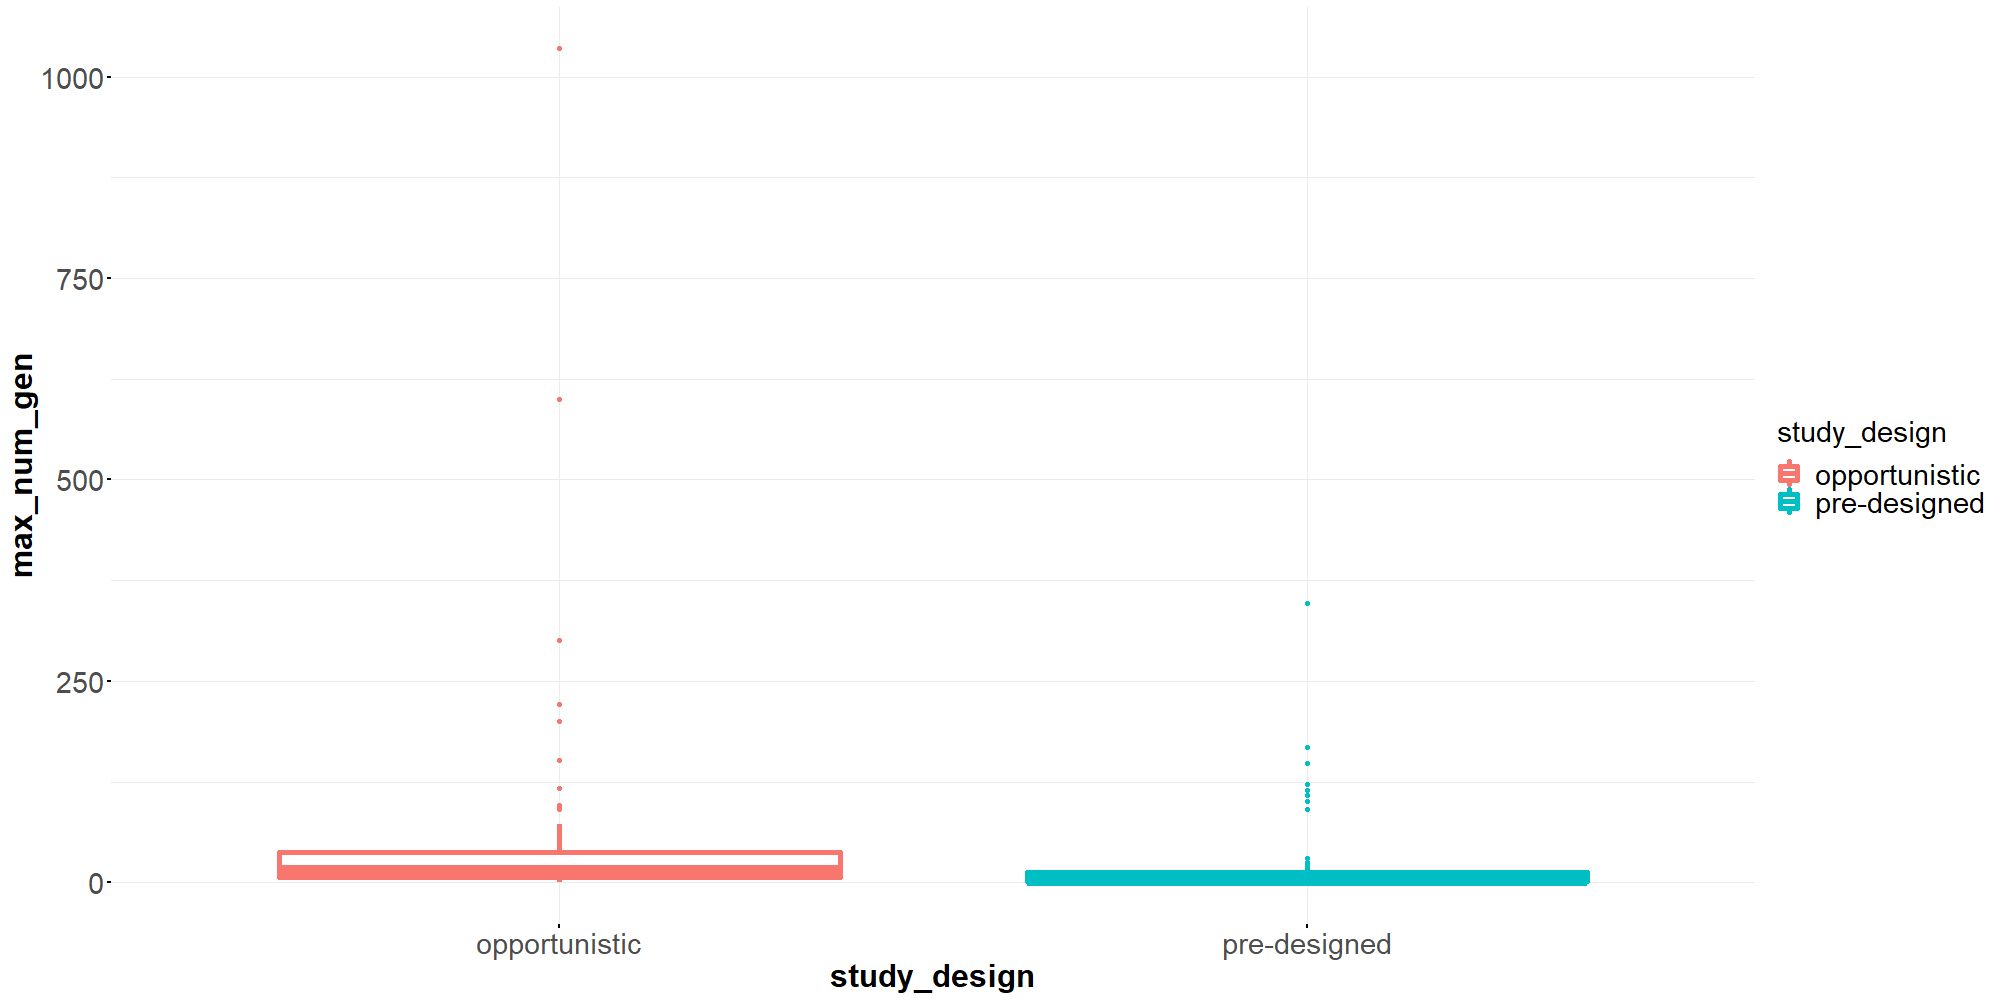 max_num_gen
1000
750
500
250
0
opportunistic
pre-designed
study_design
study_design
opportunistic
pre-designed